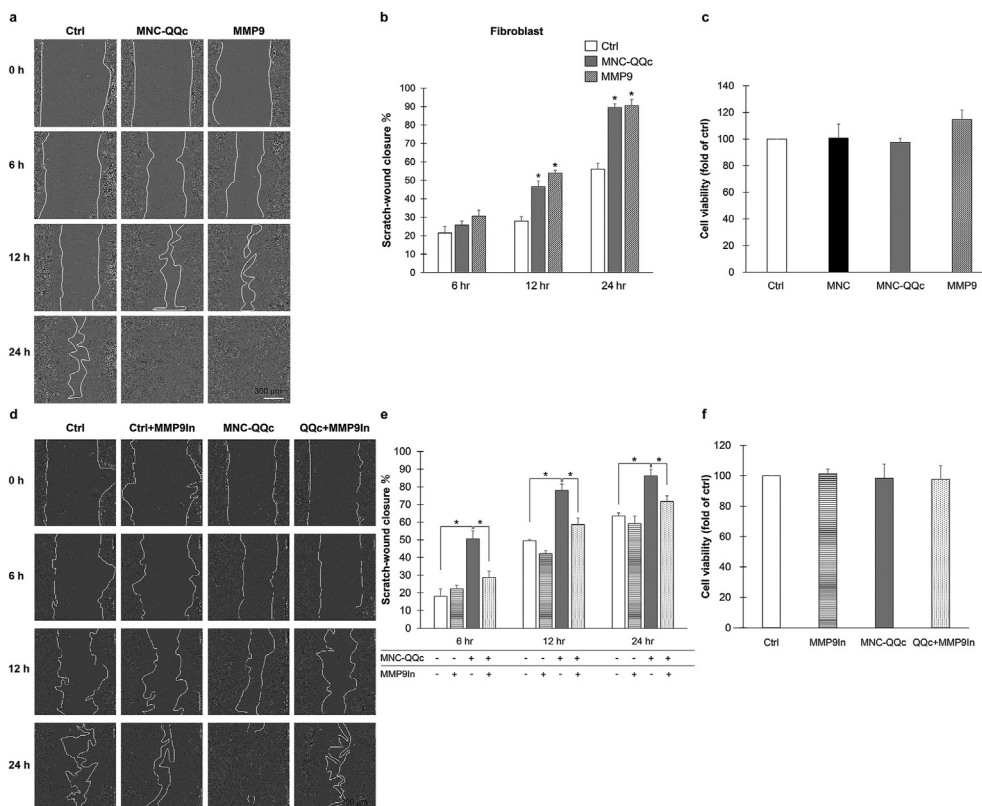 a
Ctrl MNC-QQc MMP9
0 h
6 h
12 h
24 h
300 µm
b
Fibroblast
Ctrl
MNC-QQc
MMP9
Scratch-wound closure %
100
90
80
70
60
50
40
30
20
10
0
* * * *
6 hr 12 hr 24 hr
c
Cell viability (fold of ctrl)
140
120
100
80
60
40
20
0
Ctrl MNC MNC-QQc MMP9
d
Ctrl Ctrl+MMP9In MNC-QQc QQc+MMP9In
0 h
6 h
12 h
24 h
e
Scratch-wound closure %
100
90
80
70
60
50
40
30
20
10
0
* * * * * *
6 hr 12 hr 24 hr
MNC-QQc - - + + - - + + - - + +
MMP9In - + - + - + - + - + - +
f
Cell viability (fold of ctrl)
120
100
80
60
40
20
0
Ctrl MMP9In MNC-QQc QQc+MMP9In